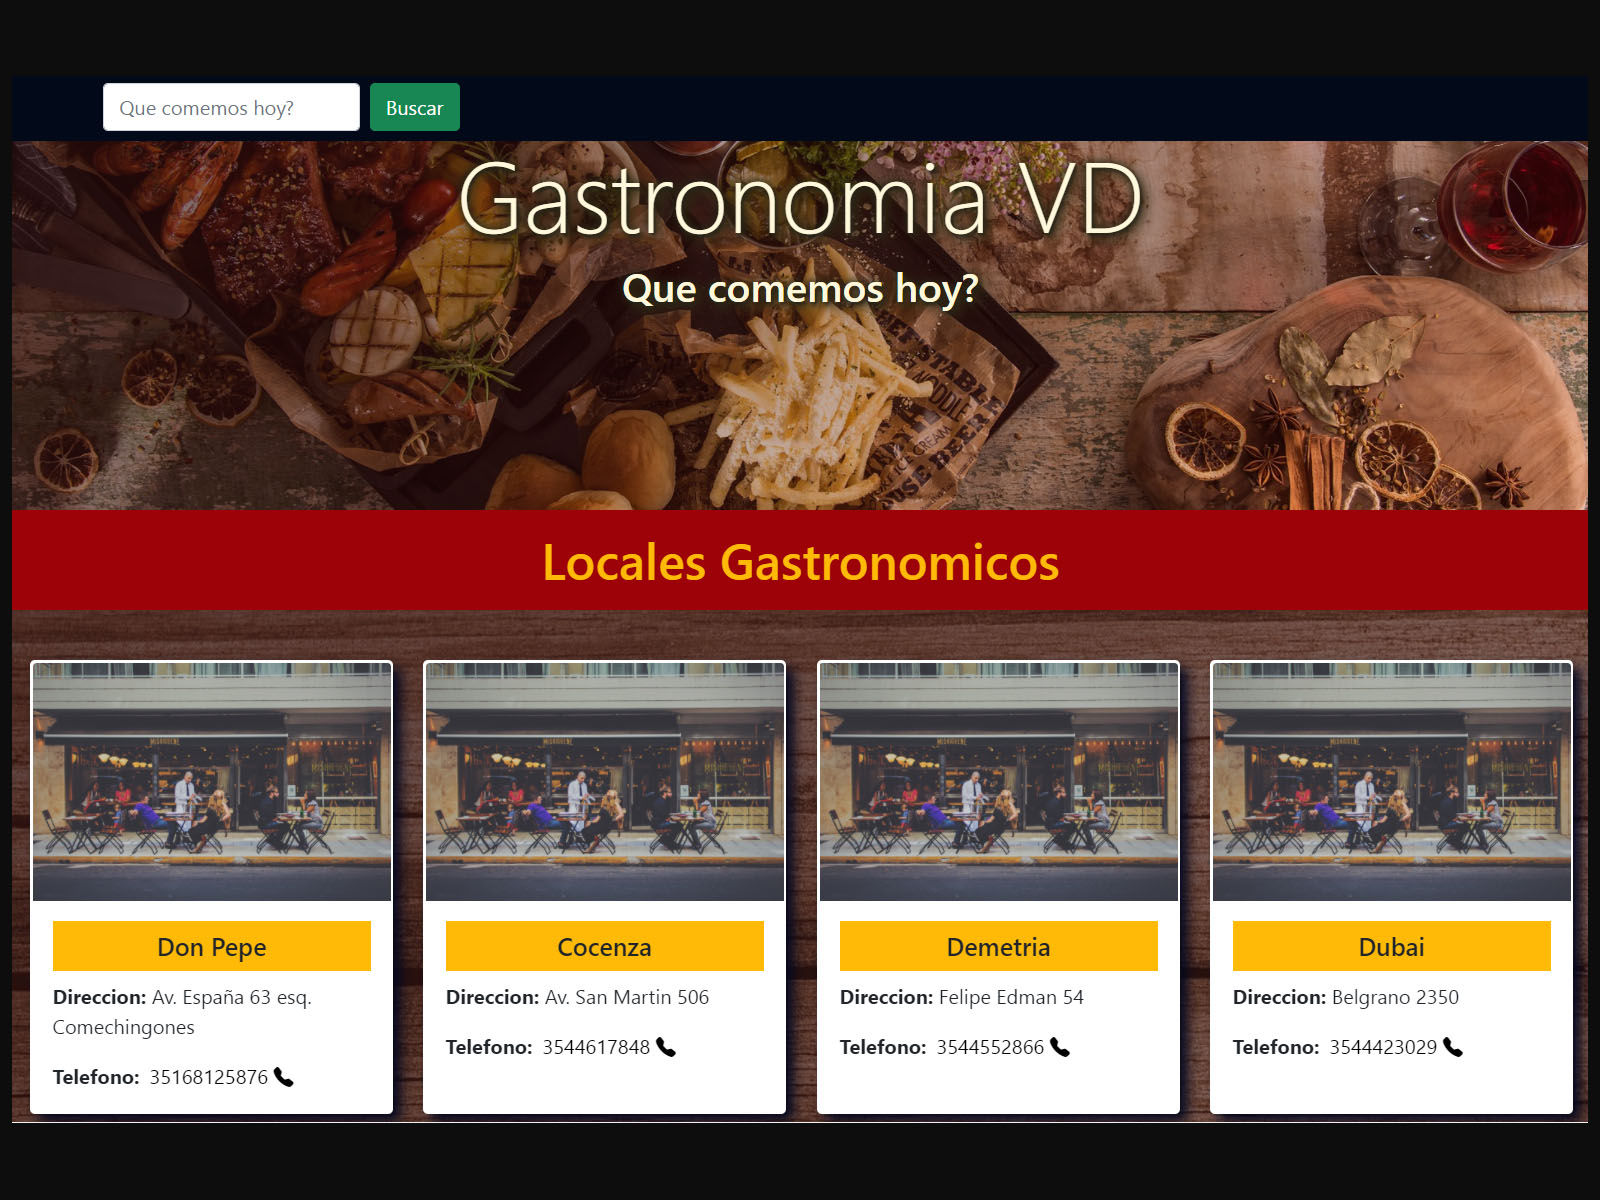 Que comemos hoy?
Buscar
Gastronomia VD
Que comemos hoy?
Locales Gastronomicos
Don Pepe
Direccion: Av. España 63 esq.
Comechingones
Telefono: 35168125876
Cocenza
Direccion: Av. San Martin 506
Telefono: 3544617848
Demetria
Direccion: Felipe Edman 54
Telefono: 3544552866
Dubai
Direccion: Belgrano 2350
Telefono: 3544423029